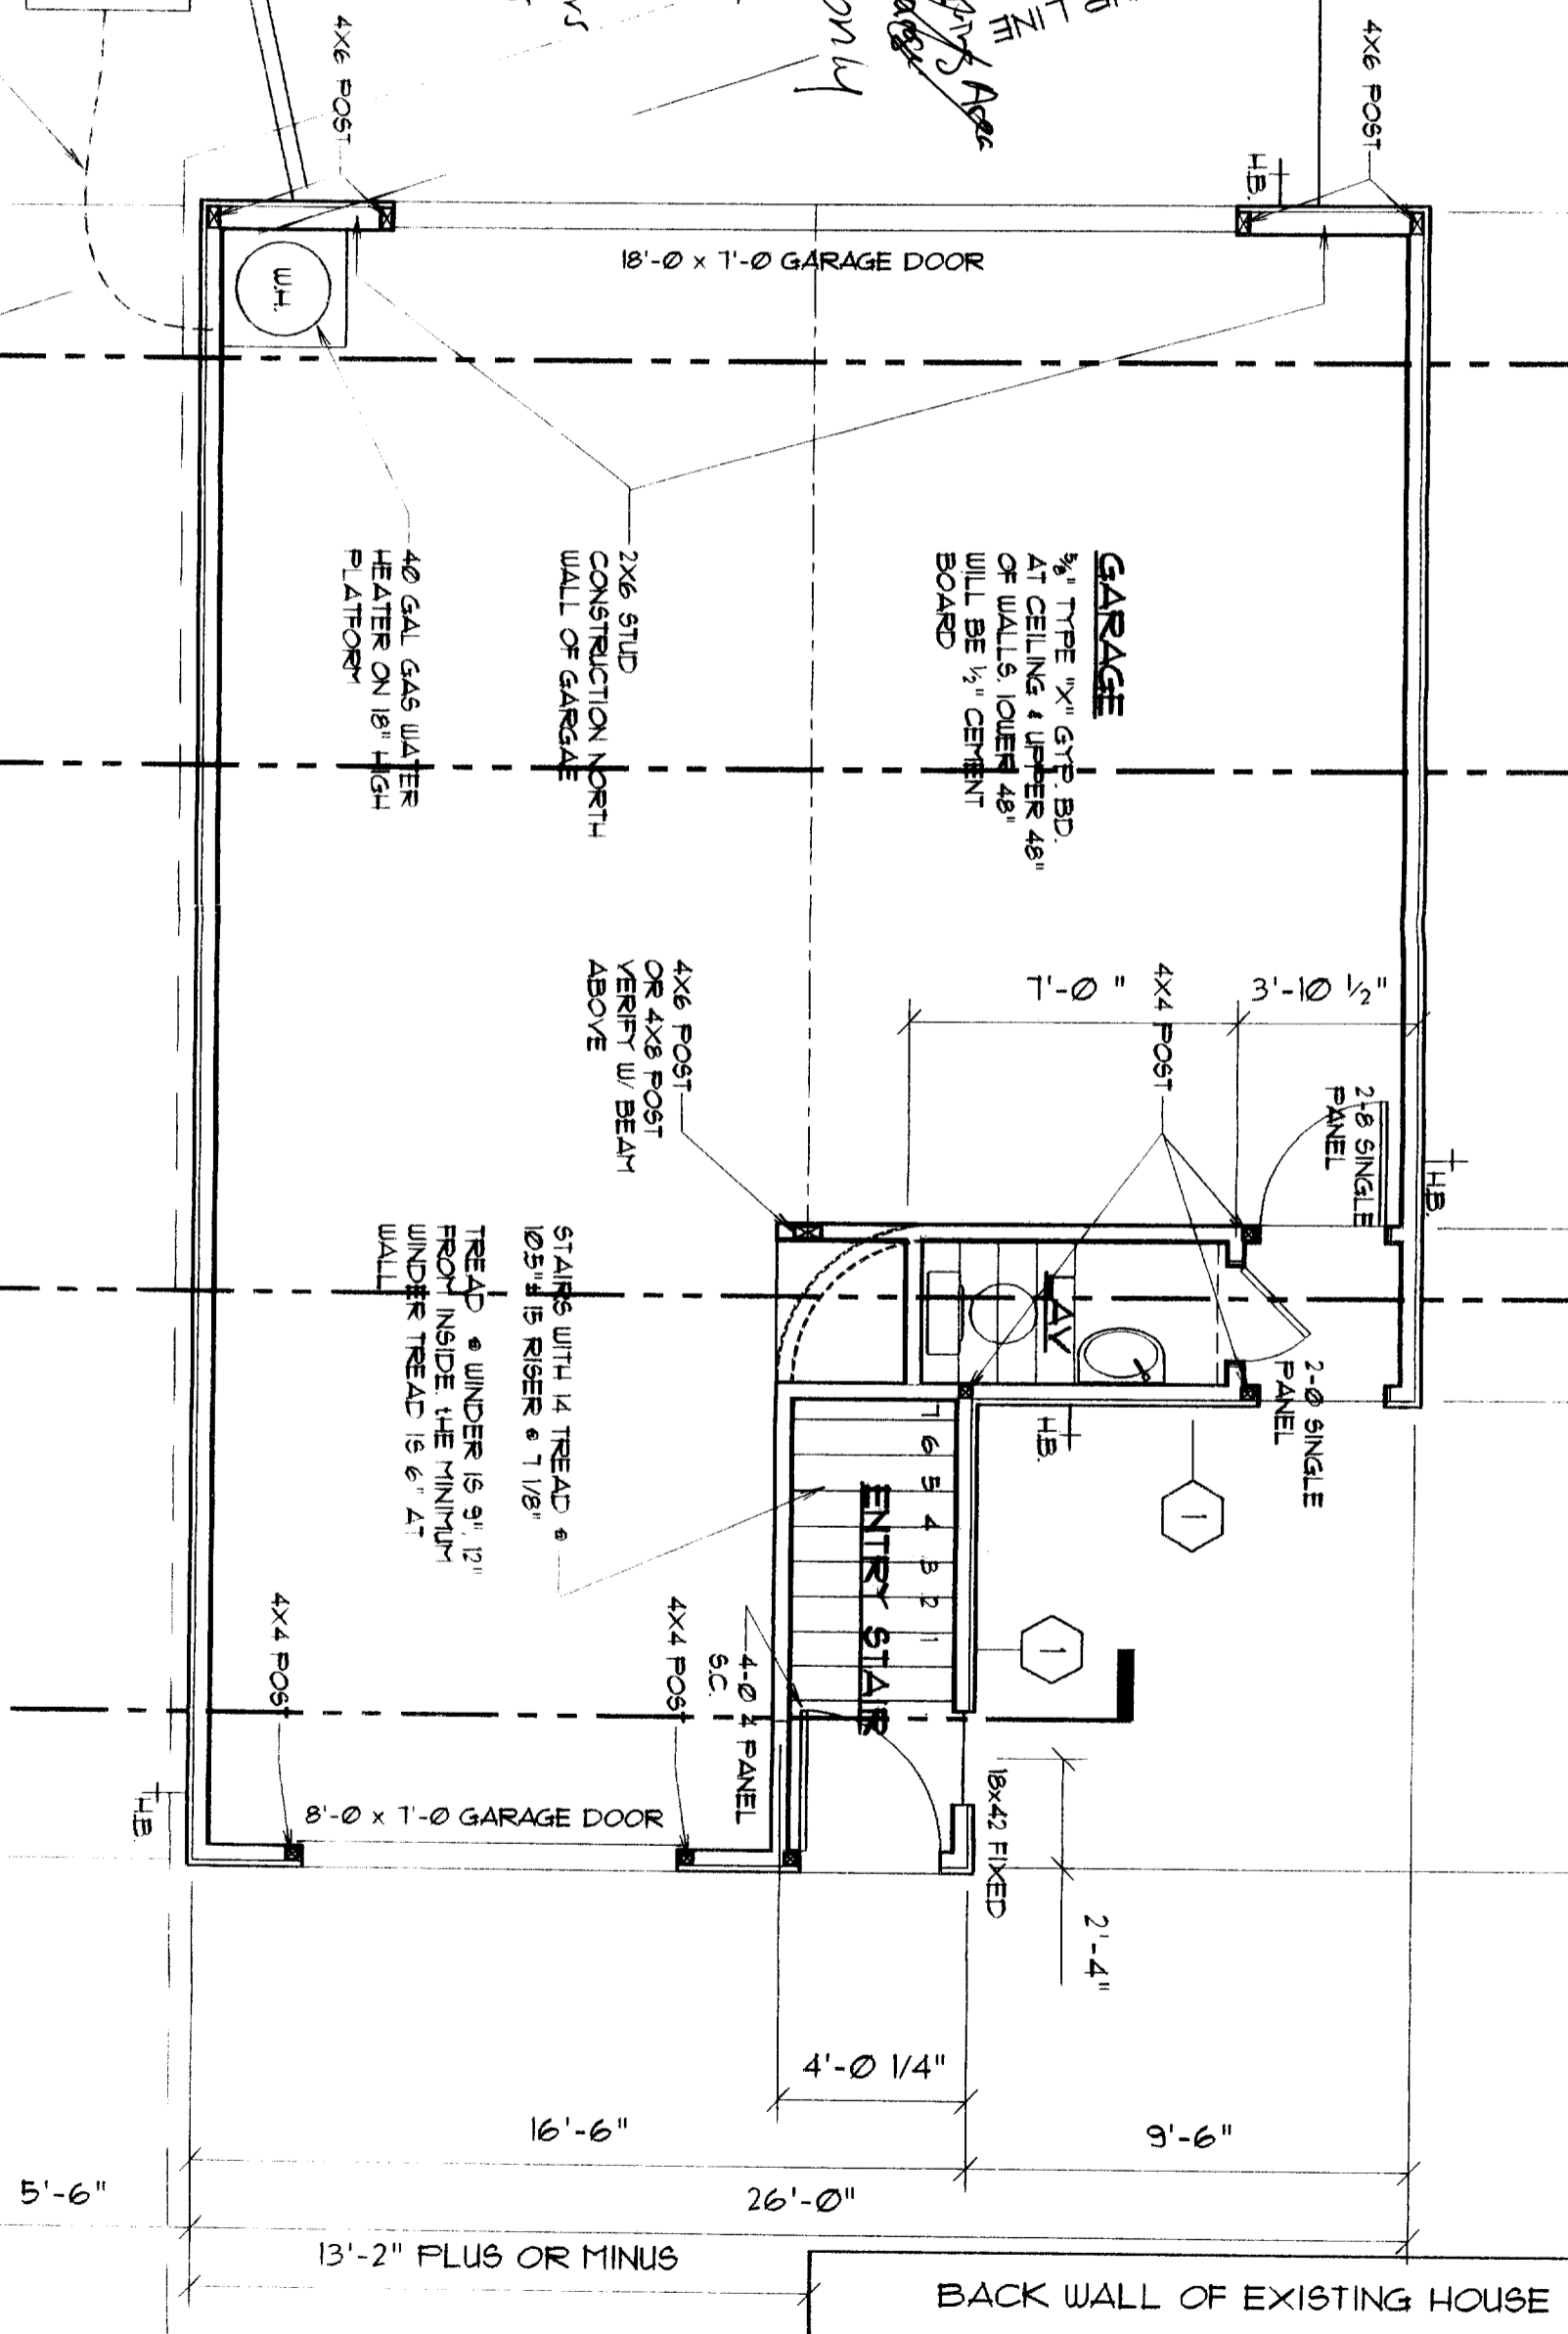 4X6 POST
4X6 POST
H.B.
only
Area
18'-0 x 7'-0 GARAGE DOOR
W.H.
GARAGE
5/8" TYPE "X" GYP. BD.
AT CEILING & UPPER 48"
OF WALLS. lOWER 48"
WILL BE 1/2" CEMENT
BOARD
2X6 STUD
CONSTRUCTION NORTH
WALL OF GARGAE
40 GAL GAS WATER
HEATER ON 18" HIGH
PLATFORM
7'-0 "
4X4 POST
3'-10 1/2"
4X6 POST
OR 4X8 POST
VERIFY W/ BEAM
ABOVE
2-8 SINGLE
PANEL
H.B.
LAV
2-0 SINGLE
PANEL
H.B.
STAIRS WITH 14 TREAD @
10.5" & 15 RISER @ 7 1/8"
TREAD @ WINDER IS 9", 12"
FROM INSIDE. tHE MINIMUM
WINDER TREAD IS 6" AT
WALL
7
6
5
4
3
2
1
ENTRY STAIR
1
1
4X4 POST
4X4 POST
4-0 4 PANEL
S.C.
18x42 FIXED
8'-0 x 7'-0 GARAGE DOOR
H.B.
2'-4"
4'-0 1/4"
16'-6"
9'-6"
5'-6"
26'-0"
13'-2" PLUS OR MINUS
BACK WALL OF EXISTING HOUSE